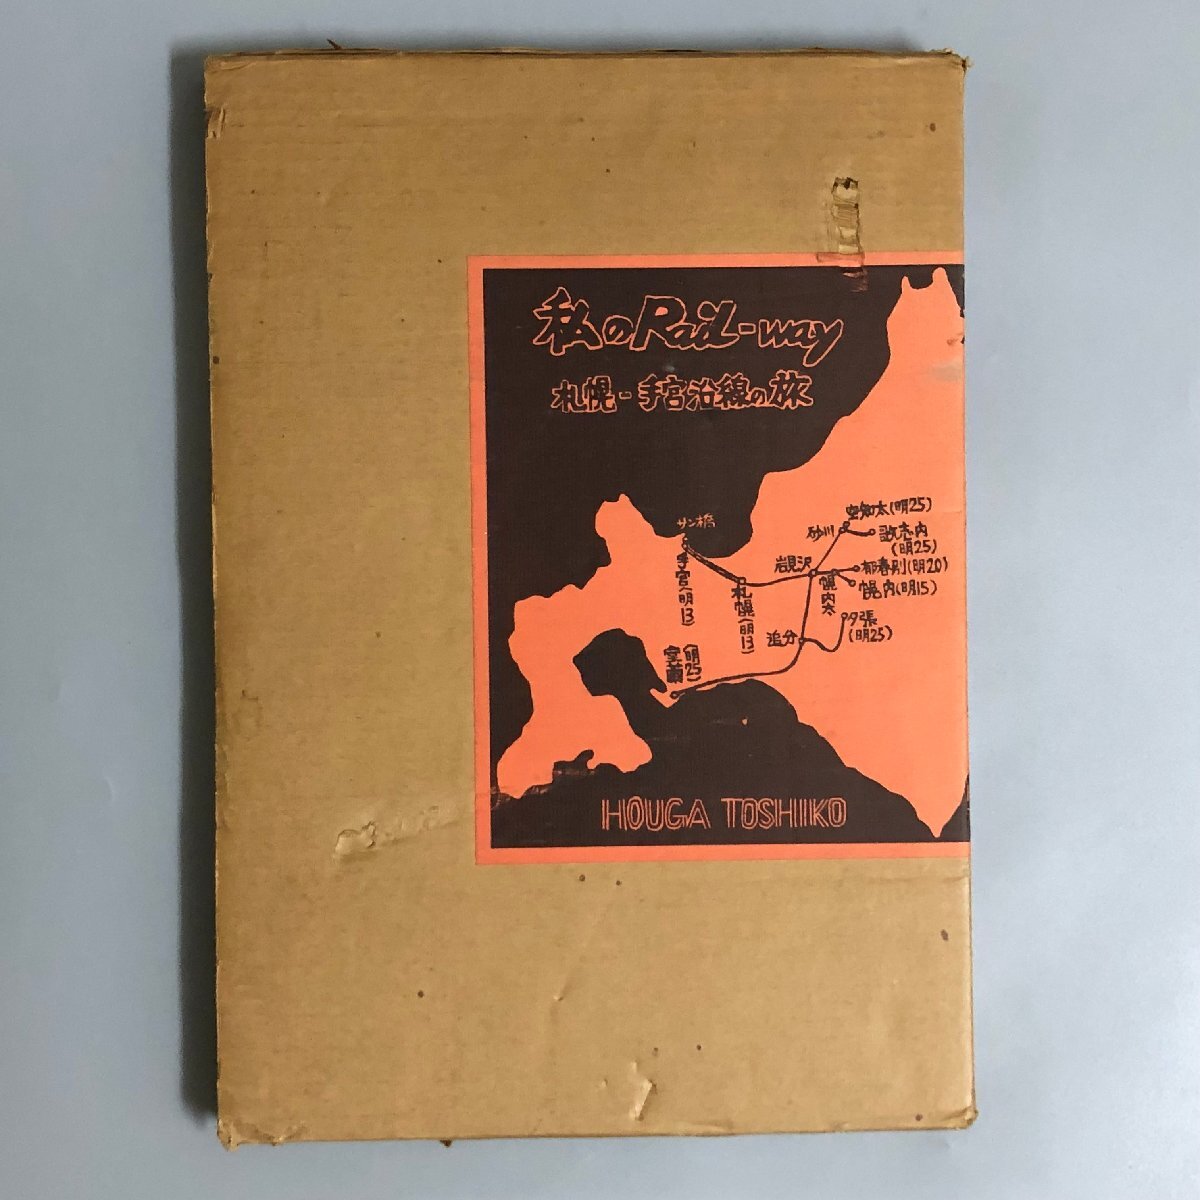 私のRail-way
札幌-手宮沿線の旅
サン橋
手宮(明13)
札幌(明13)
岩見沢
砂川
空知太(明25)
歌志内
(明25)
郁春別(明20)
幌内(明15)
幌内太
夕張
(明25)
追分
室蘭
(明25)
HOUGA TOSHIKO